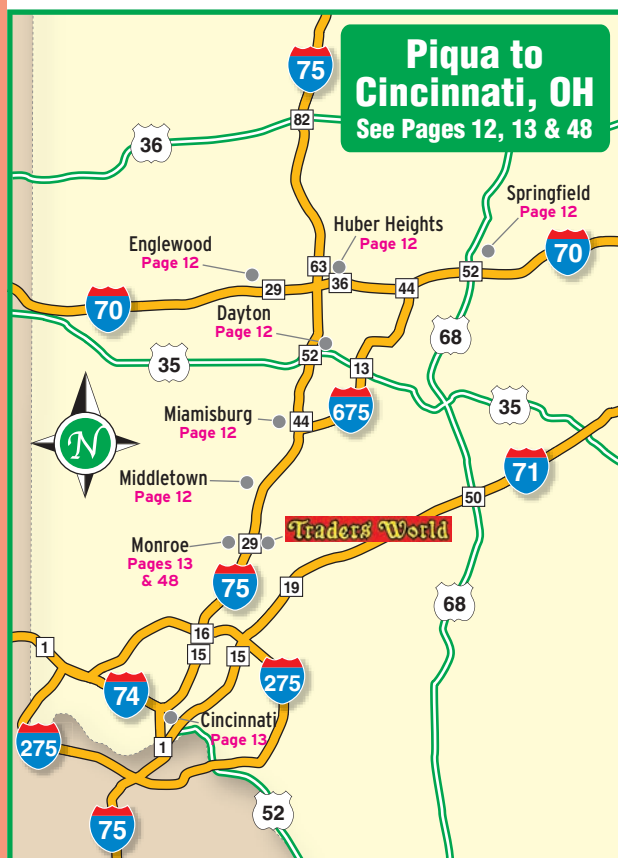 Piqua to
Cincinnati, OH
See Pages 12, 13 & 48
75
82
36
Springfield
Page 12
Huber Heights
Page 12
Englewood
Page 12
63
70
52
29
36
44
70
Dayton
Page 12
68
52
35
13
675
35
Miamisburg
Page 12
44
71
Middletown
Page 12
50
Traders World
Monroe
Pages 13
& 48
29
75
19
68
16
1
15
15
275
74
Cincinnati
Page 13
275
1
52
75
N